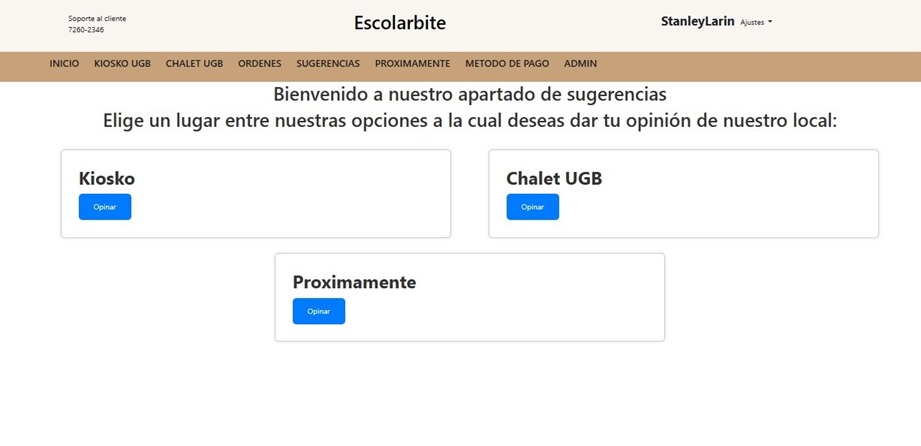 Soporte al cliente
7260-2346
Escolarbite
StanleyLarin Ajustes
INICIO KIOSKO UGB CHALET UGB ORDENES SUGERENCIAS PROXIMAMENTE METODO DE PAGO ADMIN
Bienvenido a nuestro apartado de sugerencias
Elige un lugar entre nuestras opciones a la cual deseas dar tu opinión de nuestro local:
Kiosko
Opinar
Chalet UGB
Opinar
Proximamente
Opinar